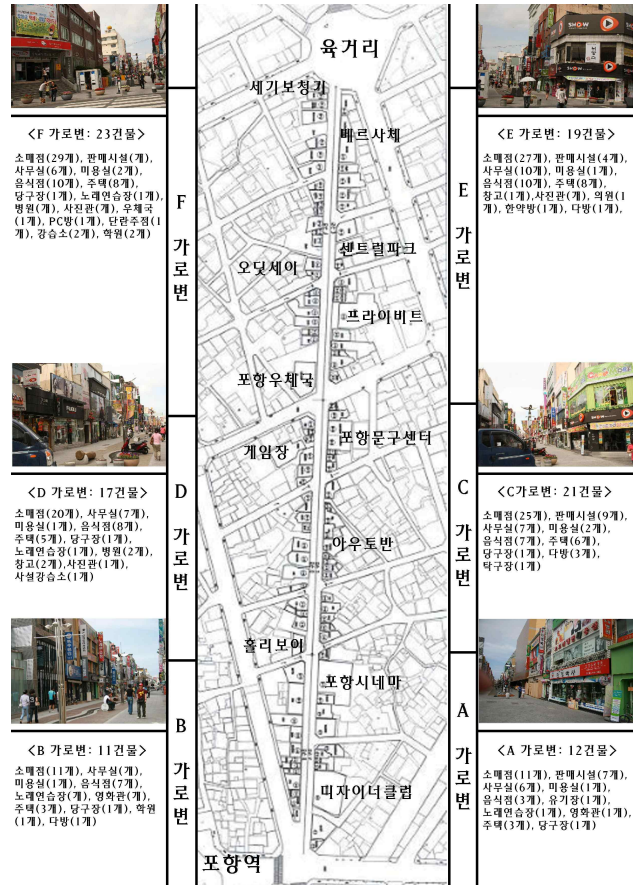 육거리
세기보청기
메르사체
센트럴파크
오딧세이
프라이비트
포항우체국
포항문구센터
게임장
아우토반
홀리보이
포항시네마
띠자이너클럽
포항역
<F 가로변: 23건물>
소매점(29개), 판매시설(개),
사무실(6개), 미용실(2개),
음식점(10개), 주택(8개),
당구장(1개), 노래연습장(1개),
병원(개), 사진관(개), 우체국
(1개), PC방(1개), 단란주점(1
개), 강습소(2개), 학원(2개)
F 가로변
<E 가로변: 19건물>
소매점(27개), 판매시설(4개),
사무실(10개), 미용실(1개),
음식점(10개), 주택(8개),
창고(1개),사진관(개), 의원(1
개), 한약방(1개), 다방(1개),
E 가로변
SHOW
SHOW
<D 가로변: 17건물>
소매점(20개), 사무실(7개),
미용실(1개), 음식점(8개),
주택(5개), 당구장(1개),
노래연습장(1개), 병원(2개),
창고(2개),사진관(1개),
사설강습소(1개)
D 가로변
<C가로변: 21건물>
소매점(25개), 판매시설(9개),
사무실(7개), 미용실(2개),
음식점(7개), 주택(6개),
당구장(1개), 다방(3개),
탁구장(1개)
C 가로변
SHOW
<B 가로변: 11건물>
소매점(11개), 사무실(개),
미용실(1개), 음식점(7개),
노래연습장(개), 영화관(개),
주택(3개), 당구장(1개), 학원
(1개), 다방(1개)
B 가로변
<A 가로변: 12건물>
소매점(11개), 판매시설(7개),
사무실(6개), 미용실(1개),
음식점(3개), 유기장(1개),
노래연습장(1개), 영화관(1개),
주택(3개), 당구장(1개)
A 가로변